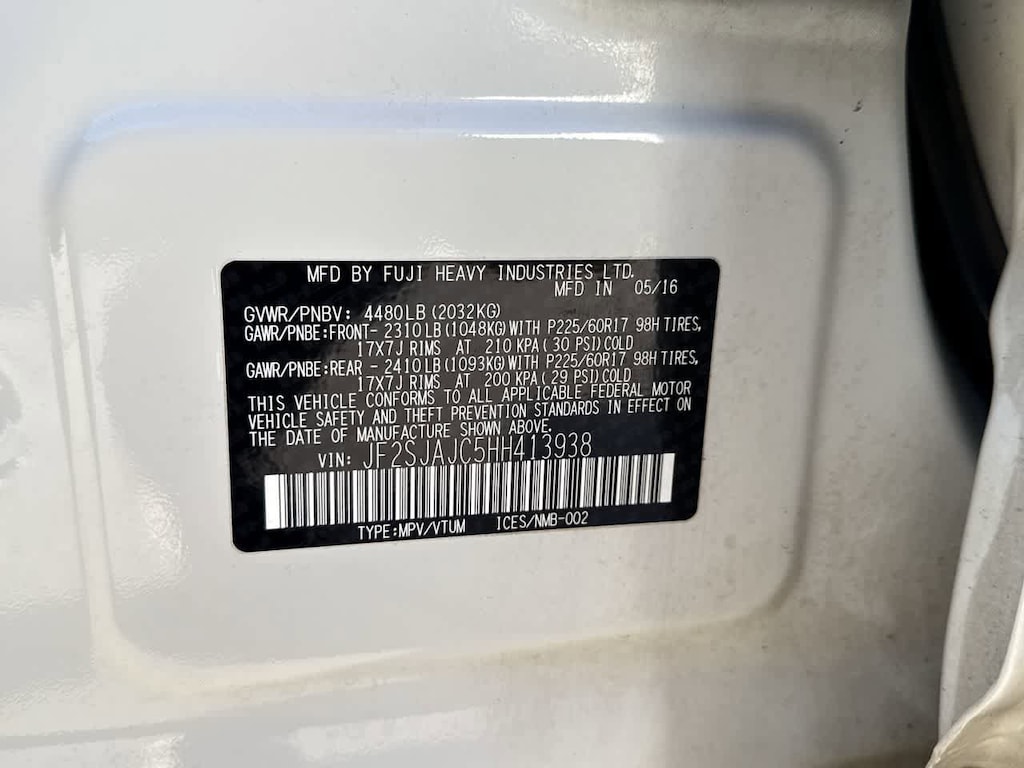 MFD BY FUJI HEAVY INDUSTRIES LTD.
MFD IN 05/16
GVWR/PNBV: 4480LB(2032KG)
GAWR/PNBE:FRONT- 2310LB(1048KG)WITH P225/60R17 98H TIRES,
17X7J RIMS AT 210 KPA(30 PSI)COLD
GAWR/PNBE:REAR - 2410LB(1093KG)WITH P225/60R17 98H TIRES,
17X7J RIMS AT 200 KPA(29 PSI)COLD
THIS VEHICLE CONFORMS TO ALL APPLICABLE FEDERAL MOTOR
VEHICLE SAFETY AND THEFT PREVENTION STANDARDS IN EFFECT ON
THE DATE OF MANUFACTURE SHOWN ABOVE.
VIN: JF2SJAJC5HH413938
TYPE:MPV/VTUM ICES/NMB-002